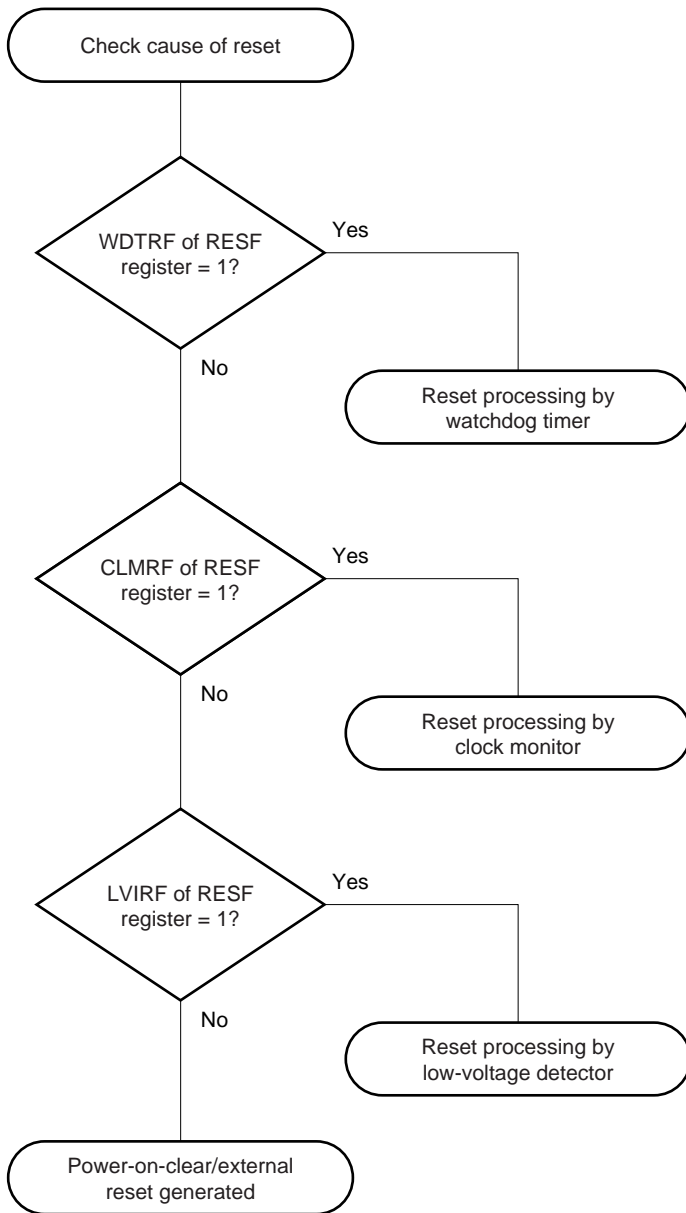 Check cause of reset
WDTRF of RESF
register = 1?
Yes
No
Reset processing by
watchdog timer
CLMRF of RESF
register = 1?
Yes
No
Reset processing by
clock monitor
LVIRF of RESF
register = 1?
Yes
No
Reset processing by
low-voltage detector
Power-on-clear/external
reset generated